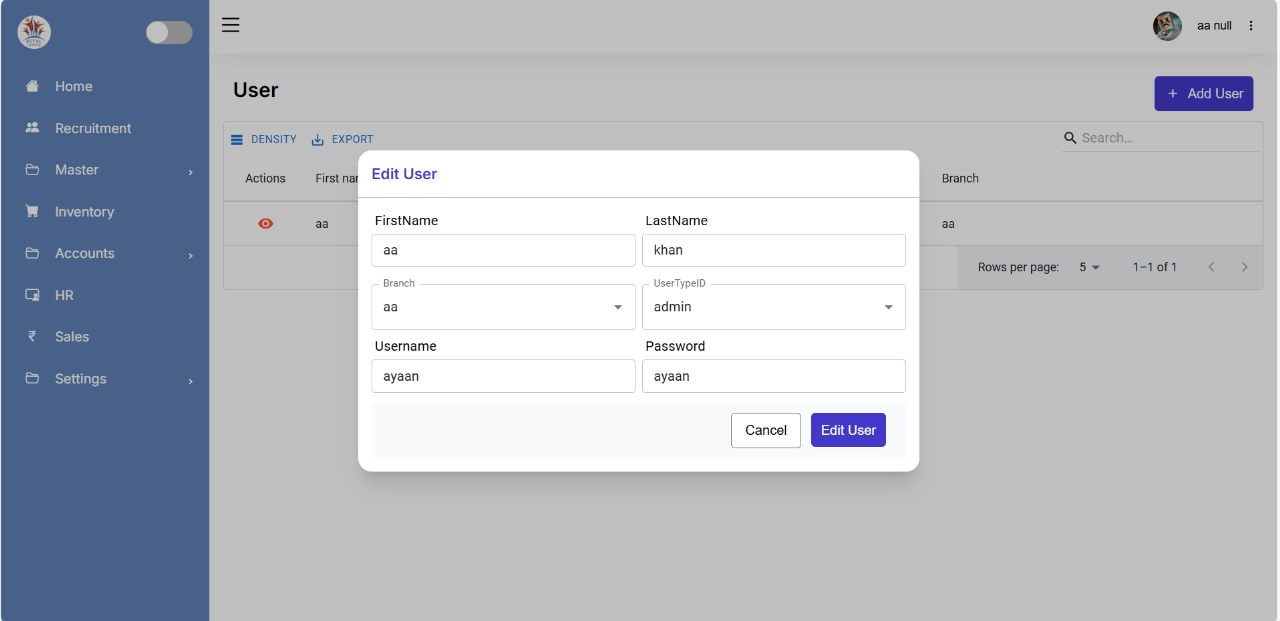 aa null
Home
Recruitment
Master
Inventory
Accounts
HR
Sales
Settings
User
+ Add User
DENSITY
EXPORT
Search...
Actions First nar Branch
aa aa
Rows per page: 5 1–1 of 1
Edit User
FirstName LastName
aa khan
Branch UserTypeID
aa admin
Username Password
ayaan ayaan
Cancel Edit User